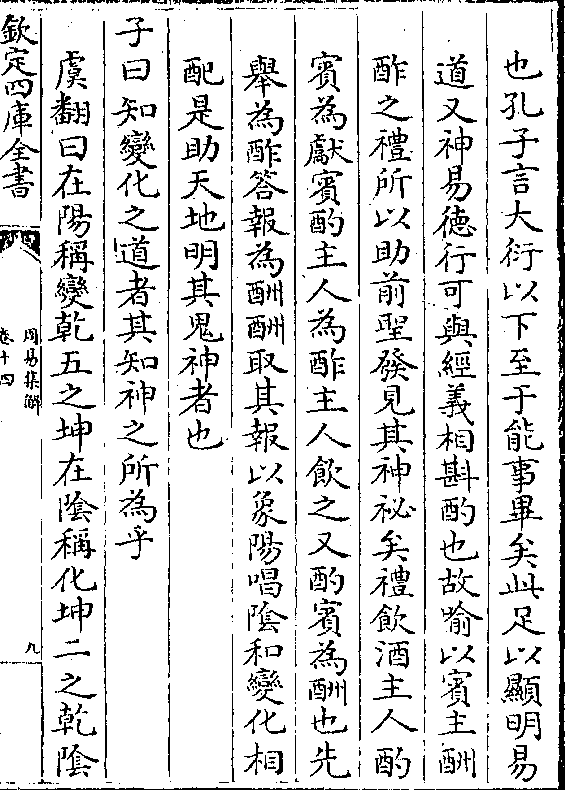 也孔子言大衍以下至于能事畢矣此足以顯明易
道又神易徳行可與經義相斟酌也故喻以賓主酬
酢之禮所以助前聖發見其神祕矣禮飲酒主人酌
賓為獻賓酌主人為酢主人飲之又酌賓為酬也先
舉為酢答報為酬酬取其報以象陽唱陰和變化相
配是助天地明其鬼神者也
子曰知變化之道者其知神之所為乎
虞翻曰在陽稱變乾五之坤在陰稱化坤二之乾陰
欽定四庫全書
周易集解
卷十四
九